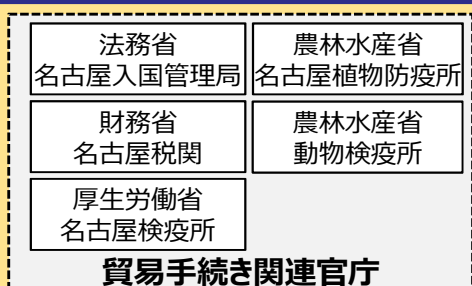 法務省
名古屋入国管理局
農林水産省
名古屋植物防疫所
財務省
名古屋税関
農林水産省
動物検疫所
厚生労働省
名古屋検疫所
貿易手続き関連官庁